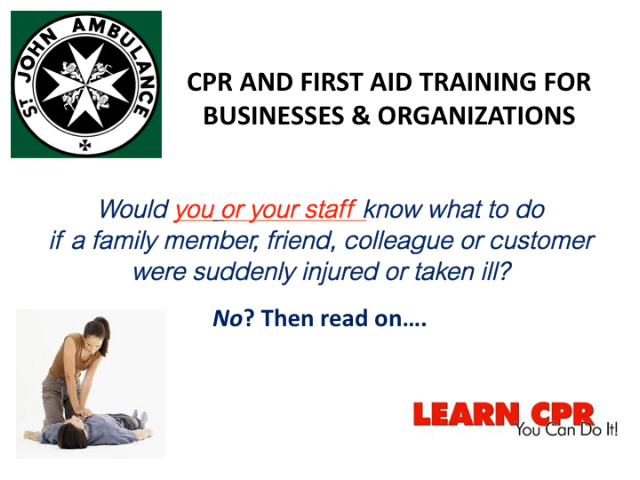 ST JOHN AMBULANCE
CPR AND FIRST AID TRAINING FOR
BUSINESSES & ORGANIZATIONS
Would you or your staff know what to do
if a family member, friend, colleague or customer
were suddenly injured or taken ill?
No? Then read on....
LEARN CPR
You Can Do It!